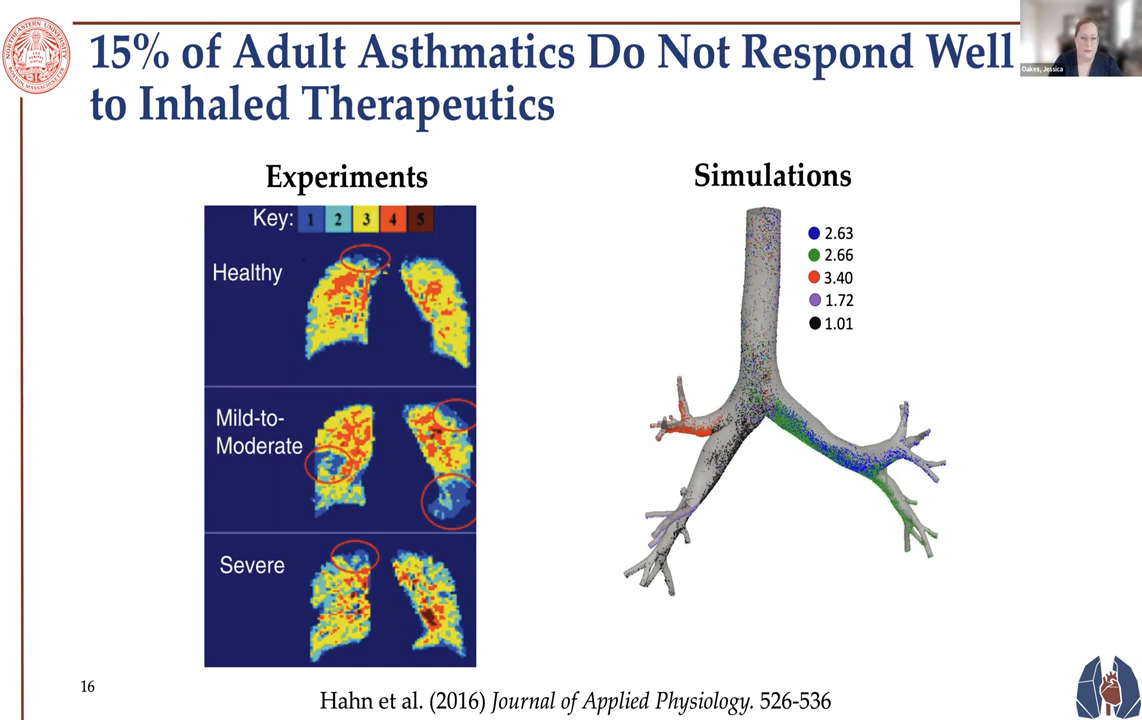 15% of Adult Asthmatics Do Not Respond Well
to Inhaled Therapeutics
Oakes, Jessica
NORTHEASTERN UNIVERSITY
Experiments
Simulations
Key: 1 2 3 4 5
Healthy
Mild-to-
Moderate
Severe
2.63
2.66
3.40
1.72
1.01
16
Hahn et al. (2016) Journal of Applied Physiology. 526-536